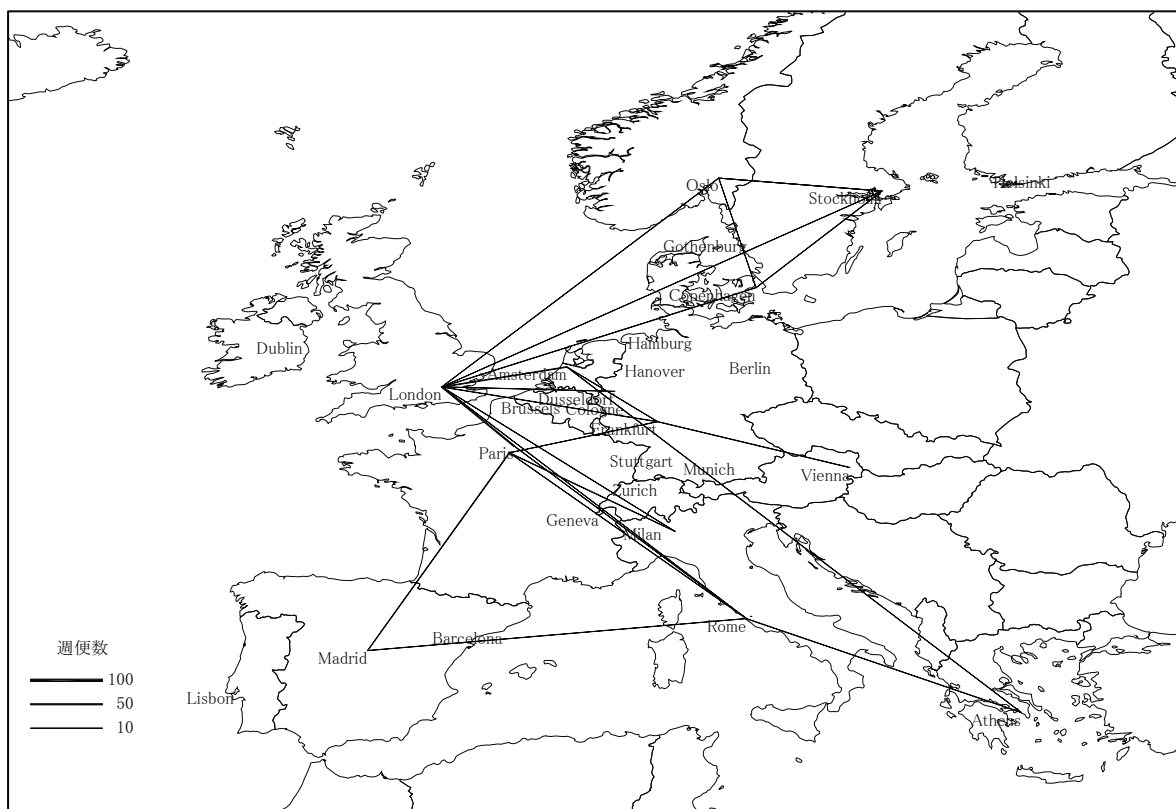 Oslo
Helsinki
Stockholm
Gothenburg
Copenhagen
Dublin
Hamburg
Hanover
Berlin
Amsterdam
London
Dusseldorf
Brussels
Cologne
Frankfurt
Paris
Stuttgart
Munich
Vienna
Zurich
Geneva
Milan
Rome
Barcelona
Madrid
Lisbon
Athens
週便数
100
50
10